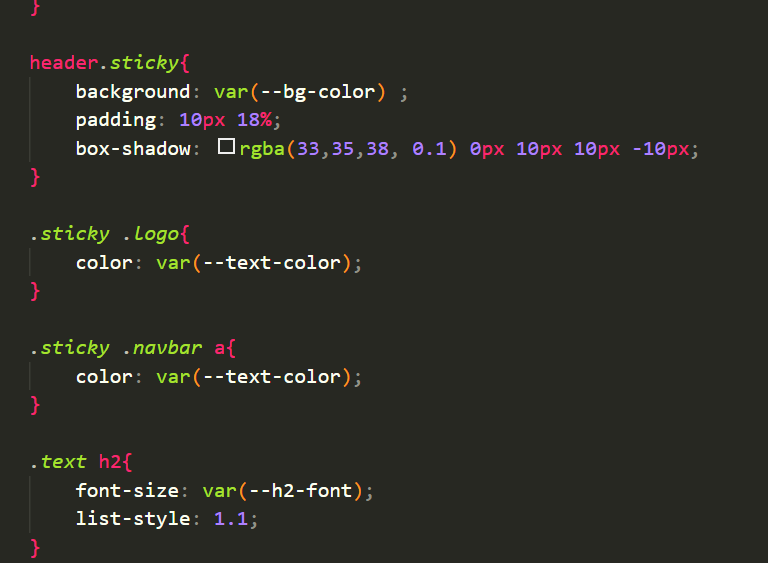 }
header.sticky{
background: var(--bg-color) ;
padding: 10px 18%;
box-shadow: rgba(33,35,38, 0.1) 0px 10px 10px -10px;
}
.sticky .logo{
color: var(--text-color);
}
.sticky .navbar a{
color: var(--text-color);
}
.text h2{
font-size: var(--h2-font);
list-style: 1.1;
}